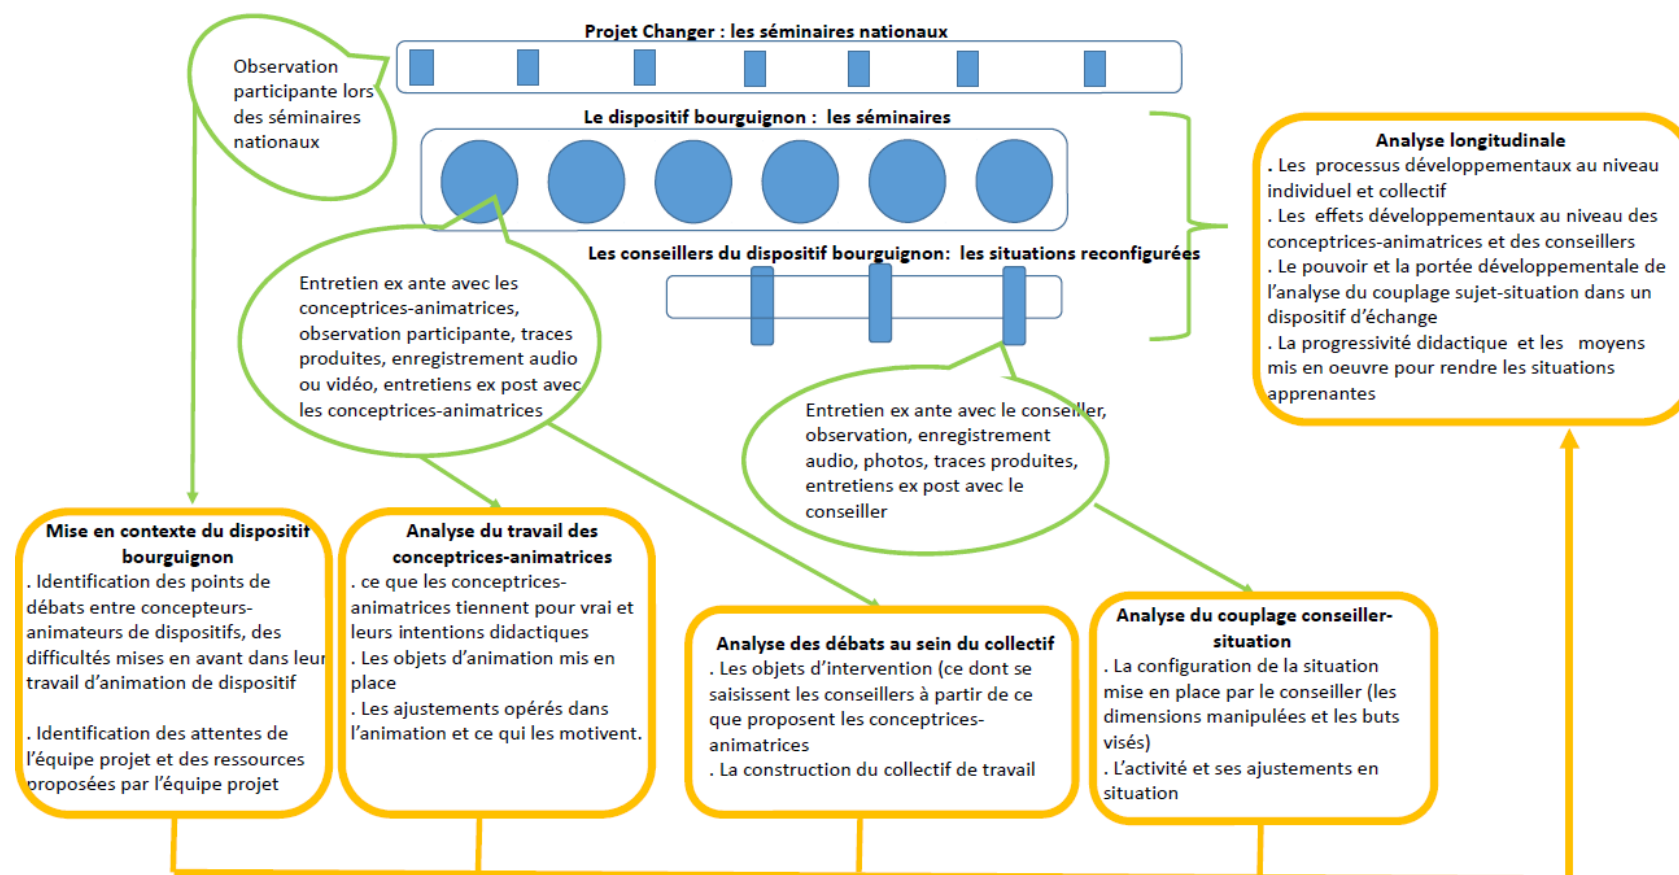 Projet Changer : les séminaires nationaux
Observation
participante lors
des séminaires
nationaux
Le dispositif bourguignon :  les séminaires
Les conseillers du dispositif bourguignon:  les situations reconfigurées
Entretien ex ante avec les
conceptrices-animatrices,
observation participante, traces
produites, enregistrement audio
ou vidéo, entretiens ex post avec
les conceptrices-animatrices
Entretien ex ante avec le conseiller,
observation, enregistrement
audio, photos, traces produites,
entretiens ex post avec le
conseiller
Analyse longitudinale
. Les  processus développementaux au niveau
individuel et collectif
. Les  effets développementaux au niveau des
conceptrices-animatrices et des conseillers
. Le pouvoir et la portée développementale de
l’analyse du couplage sujet-situation dans un
dispositif d’échange
. La progressivité didactique  et les   moyens
mis en oeuvre pour rendre les situations
apprenantes
Mise en contexte du dispositif
bourguignon
. Identification des points de
débats entre concepteurs-
animateurs de dispositifs, des
difficultés mises en avant dans leur
travail d’animation de dispositif
. Identification des attentes de
l’équipe projet et des ressources
proposées par l’équipe projet
Analyse du travail des
conceptrices-animatrices
. ce que les conceptrices-
animatrices tiennent pour vrai et
leurs intentions didactiques
. Les objets d’animation mis en
place
. Les ajustements opérés dans
l’animation et ce qui les motivent.
Analyse des débats au sein du collectif
. Les objets d’intervention (ce dont se
saisissent les conseillers à partir de ce
que proposent les conceptrices-
animatrices
. La construction du collectif de travail
Analyse du couplage conseiller-
situation
. La configuration de la situation
mise en place par le conseiller (les
dimensions manipulées et les buts
visés)
. L’activité et ses ajustements en
situation